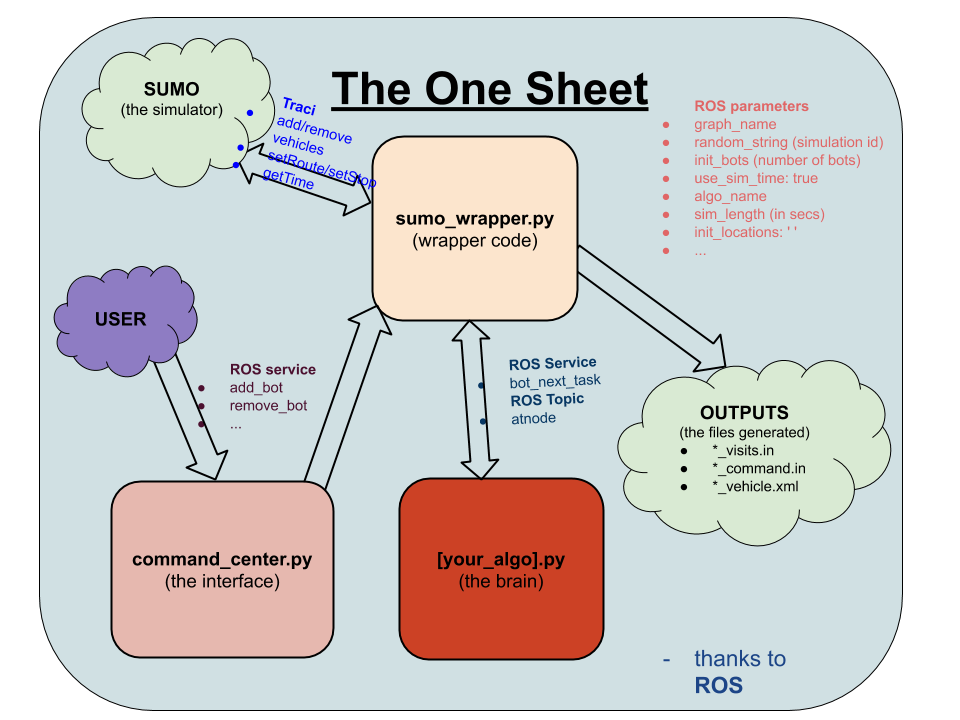 The One Sheet
SUMO
(the simulator)
● Traci
add/remove
● vehicles
● setRoute/setStop
getTime
ROS parameters
● graph_name
● random_string (simulation id)
● init_bots (number of bots)
● use_sim_time: true
● algo_name
● sim_length (in secs)
● init_locations: ' '
● ...
sumo_wrapper.py
(wrapper code)
USER
ROS service
● add_bot
● remove_bot
● ...
ROS Service
● bot_next_task
ROS Topic
● atnode
OUTPUTS
(the files generated)
● *_visits.in
● *_command.in
● *_vehicle.xml
command_center.py
(the interface)
[your_algo].py
(the brain)
- thanks to
ROS